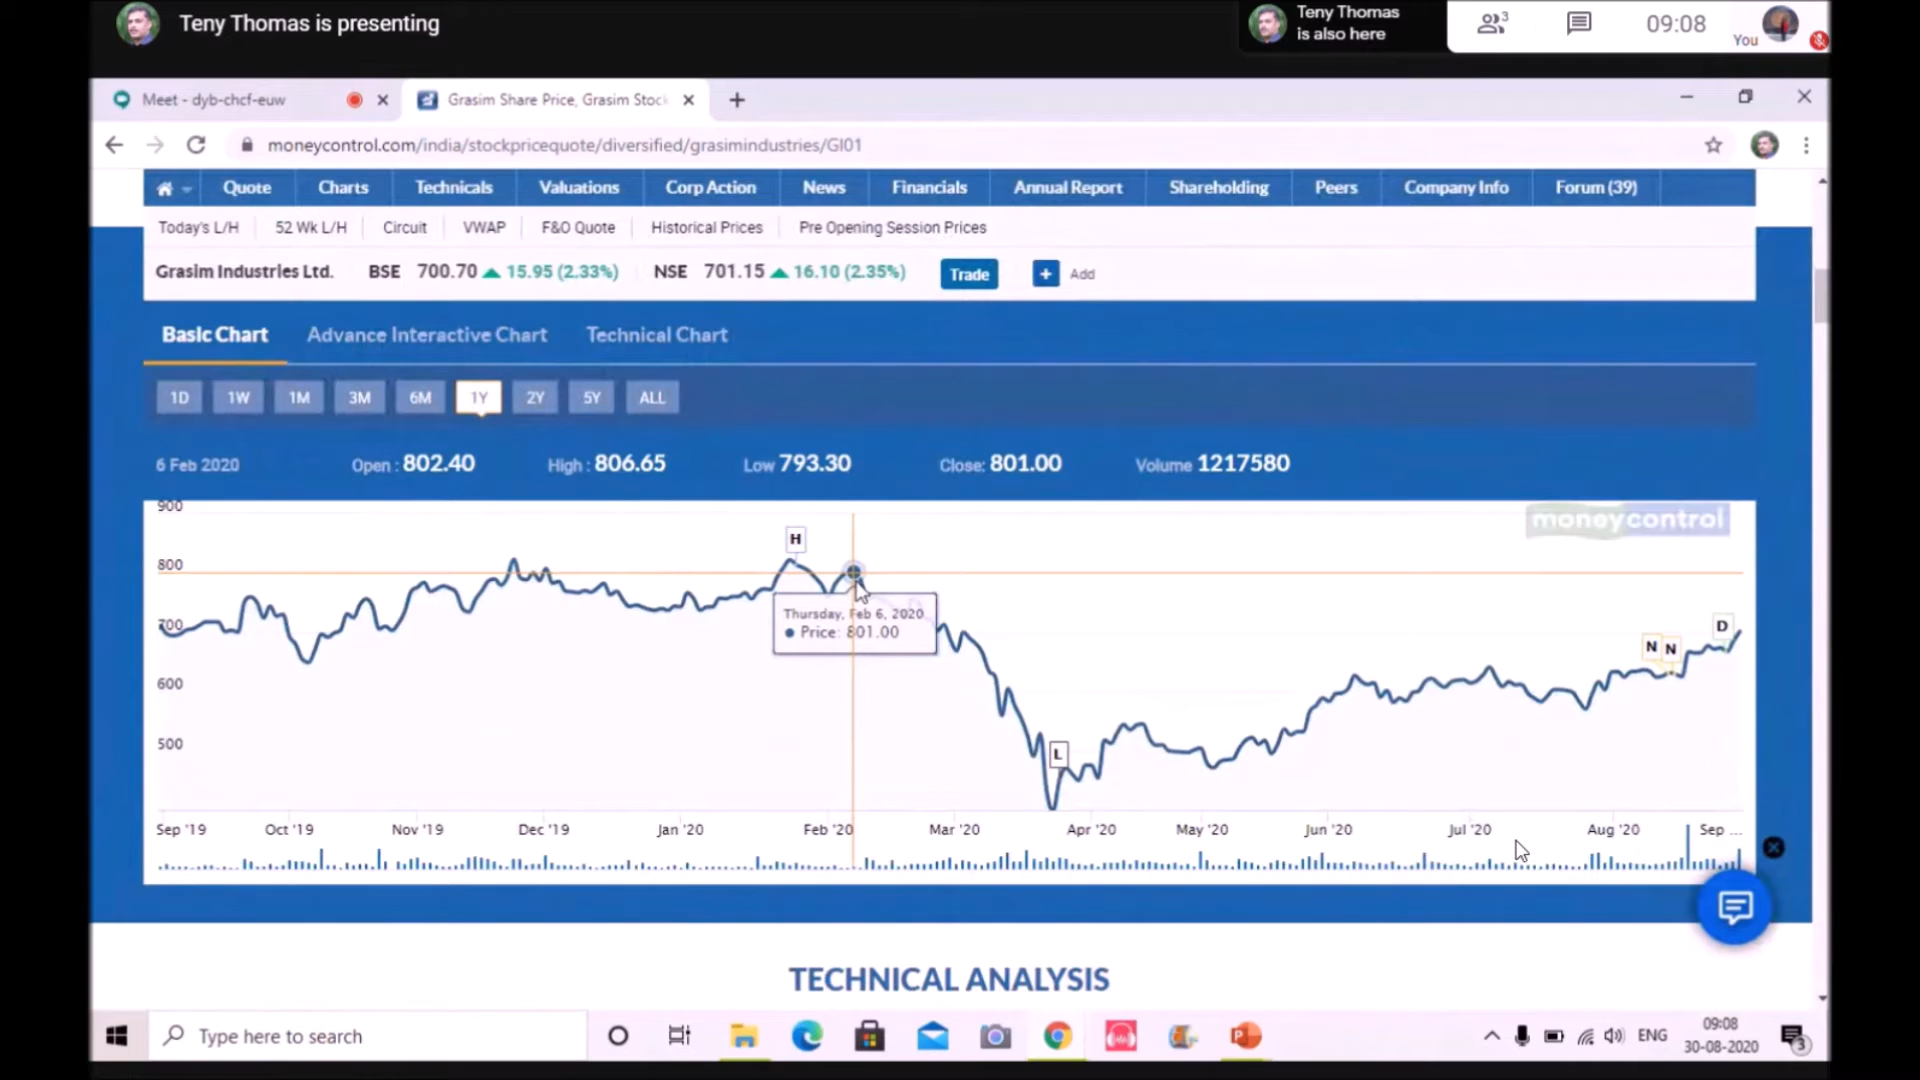 Teny Thomas is presenting
Teny Thomas
is also here
3
09:08
You
Meet - dyb-chcf-euw
Grasim Share Price, Grasim Stock
moneycontrol.com/india/stockpricequote/diversified/grasimindustries/GI01
Quote Charts Technicals Valuations Corp Action News Financials Annual Report Shareholding Peers Company Info Forum (39)
Today's L/H 52 Wk L/H Circuit VWAP F&O Quote Historical Prices Pre Opening Session Prices
Grasim Industries Ltd. BSE 700.70 ▲ 15.95 (2.33%) NSE 701.15 ▲ 16.10 (2.35%) Trade + Add
Basic Chart Advance Interactive Chart Technical Chart
1D 1W 1M 3M 6M 1Y 2Y 5Y ALL
6 Feb 2020 Open : 802.40 High : 806.65 Low 793.30 Close: 801.00 Volume 1217580
moneycontrol
900
800
700
600
500
H
Thursday, Feb 6, 2020
● Price: 801.00
L
N N
D
Sep '19 Oct '19 Nov '19 Dec '19 Jan '20 Feb '20 Mar '20 Apr '20 May '20 Jun '20 Jul '20 Aug '20 Sep ...
TECHNICAL ANALYSIS
Type here to search
ENG
09:08
30-08-2020
3